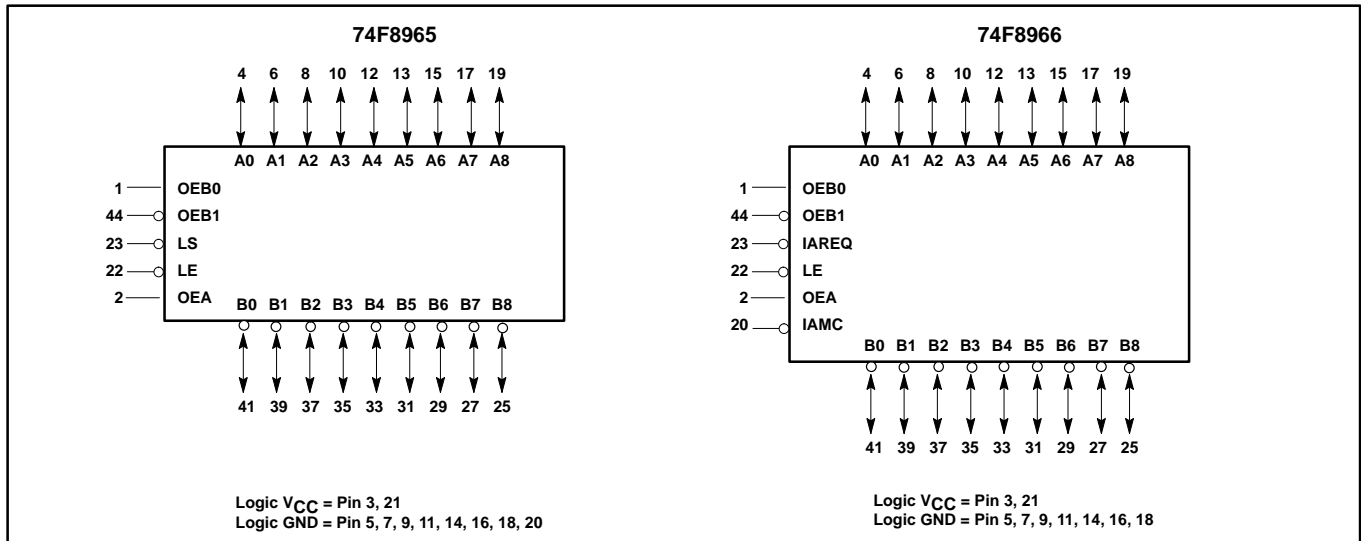 74F8965
4 6 8 10 12 13 15 17 19
A0 A1 A2 A3 A4 A5 A6 A7 A8
1 OEB0
44 OEB1
23 LS
22 LE
2 OEA
B0 B1 B2 B3 B4 B5 B6 B7 B8
41 39 37 35 33 31 29 27 25
Logic VCC = Pin 3, 21
Logic GND = Pin 5, 7, 9, 11, 14, 16, 18, 20
74F8966
4 6 8 10 12 13 15 17 19
A0 A1 A2 A3 A4 A5 A6 A7 A8
1 OEB0
44 OEB1
23 IAREQ
22 LE
2 OEA
20 IAMC
B0 B1 B2 B3 B4 B5 B6 B7 B8
41 39 37 35 33 31 29 27 25
Logic VCC = Pin 3, 21
Logic GND = Pin 5, 7, 9, 11, 14, 16, 18